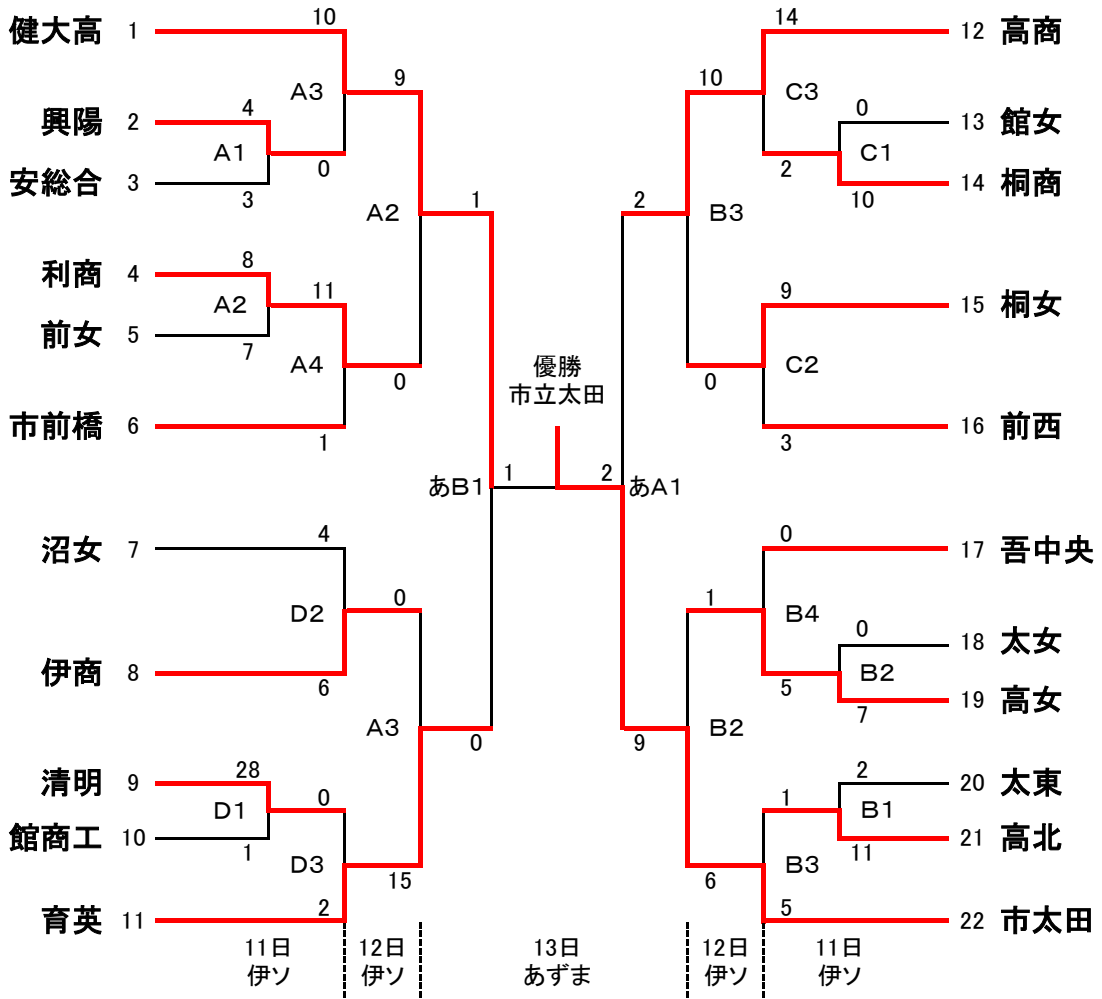 健大高 1 10
興陽 2 4
安総合 3 3
A1
A3
0
9
利商 4 8
前女 5 7
A2
11
A4
市前橋 6 1
0
A2
1
沼女 7 4
伊商 8 6
D2
0
清明 9 28
館商工 10 1
D1
0
D3
育英 11 2
15
A3
0
あB1
1
優勝
市立太田
2
あA1
14 12 高商
0 13 館女
10 14 桐商
C1
C3
2
10
9 15 桐女
3 16 前西
C2
0
B3
2
0 17 吾中央
0 18 太女
7 19 高女
B2
B4
5
1
2 20 太東
11 21 高北
B1
1
B3
5 22 市太田
6
B2
9
11日
伊ソ
12日
伊ソ
13日
あずま
12日
伊ソ
11日
伊ソ